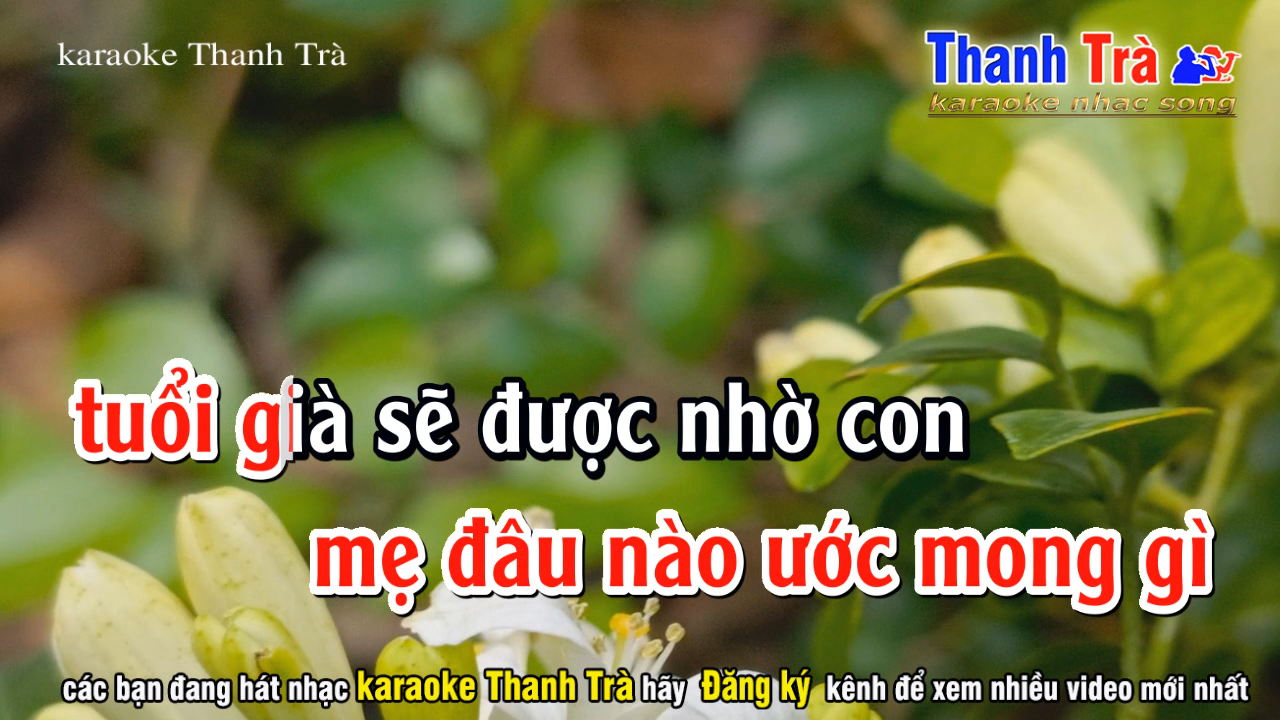 karaoke Thanh Trà
Thanh Trà
karaoke nhac song
tuổi già sẽ được nhờ con
mẹ đâu nào ước mong gì
các bạn đang hát nhạc karaoke Thanh Trà hãy Đăng ký kênh để xem nhiều video mới nhất